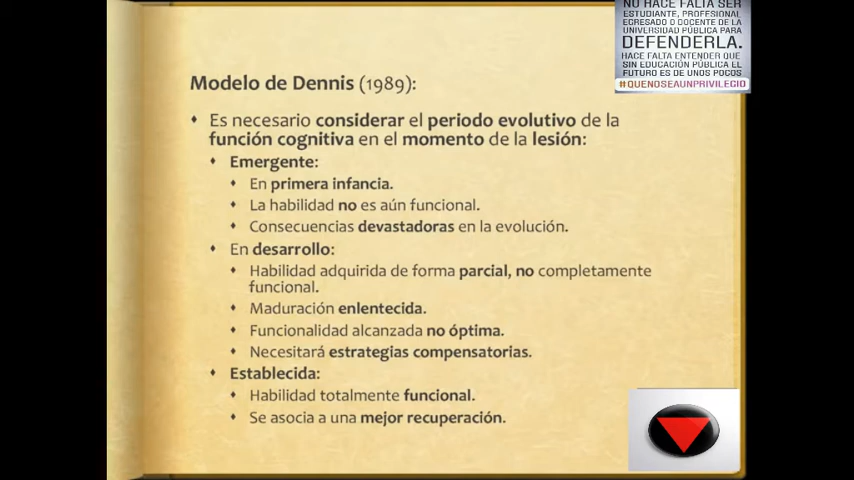 NO HACE FALTA SER
ESTUDIANTE, PROFESIONAL
EGRESADO O DOCENTE DE LA
UNIVERSIDAD PÚBLICA PARA
DEFENDERLA.
HACE FALTA ENTENDER QUE
SIN EDUCACIÓN PÚBLICA EL
FUTURO ES DE UNOS POCOS
#QUENOSEAUNPRIVILEGIO
Modelo de Dennis (1989):
Es necesario considerar el periodo evolutivo de la
función cognitiva en el momento de la lesión:
Emergente:
En primera infancia.
La habilidad no es aún funcional.
Consecuencias devastadoras en la evolución.
En desarrollo:
Habilidad adquirida de forma parcial, no completamente
funcional.
Maduración enlentecida.
Funcionalidad alcanzada no óptima.
Necesitará estrategias compensatorias.
Establecida:
Habilidad totalmente funcional.
Se asocia a una mejor recuperación.